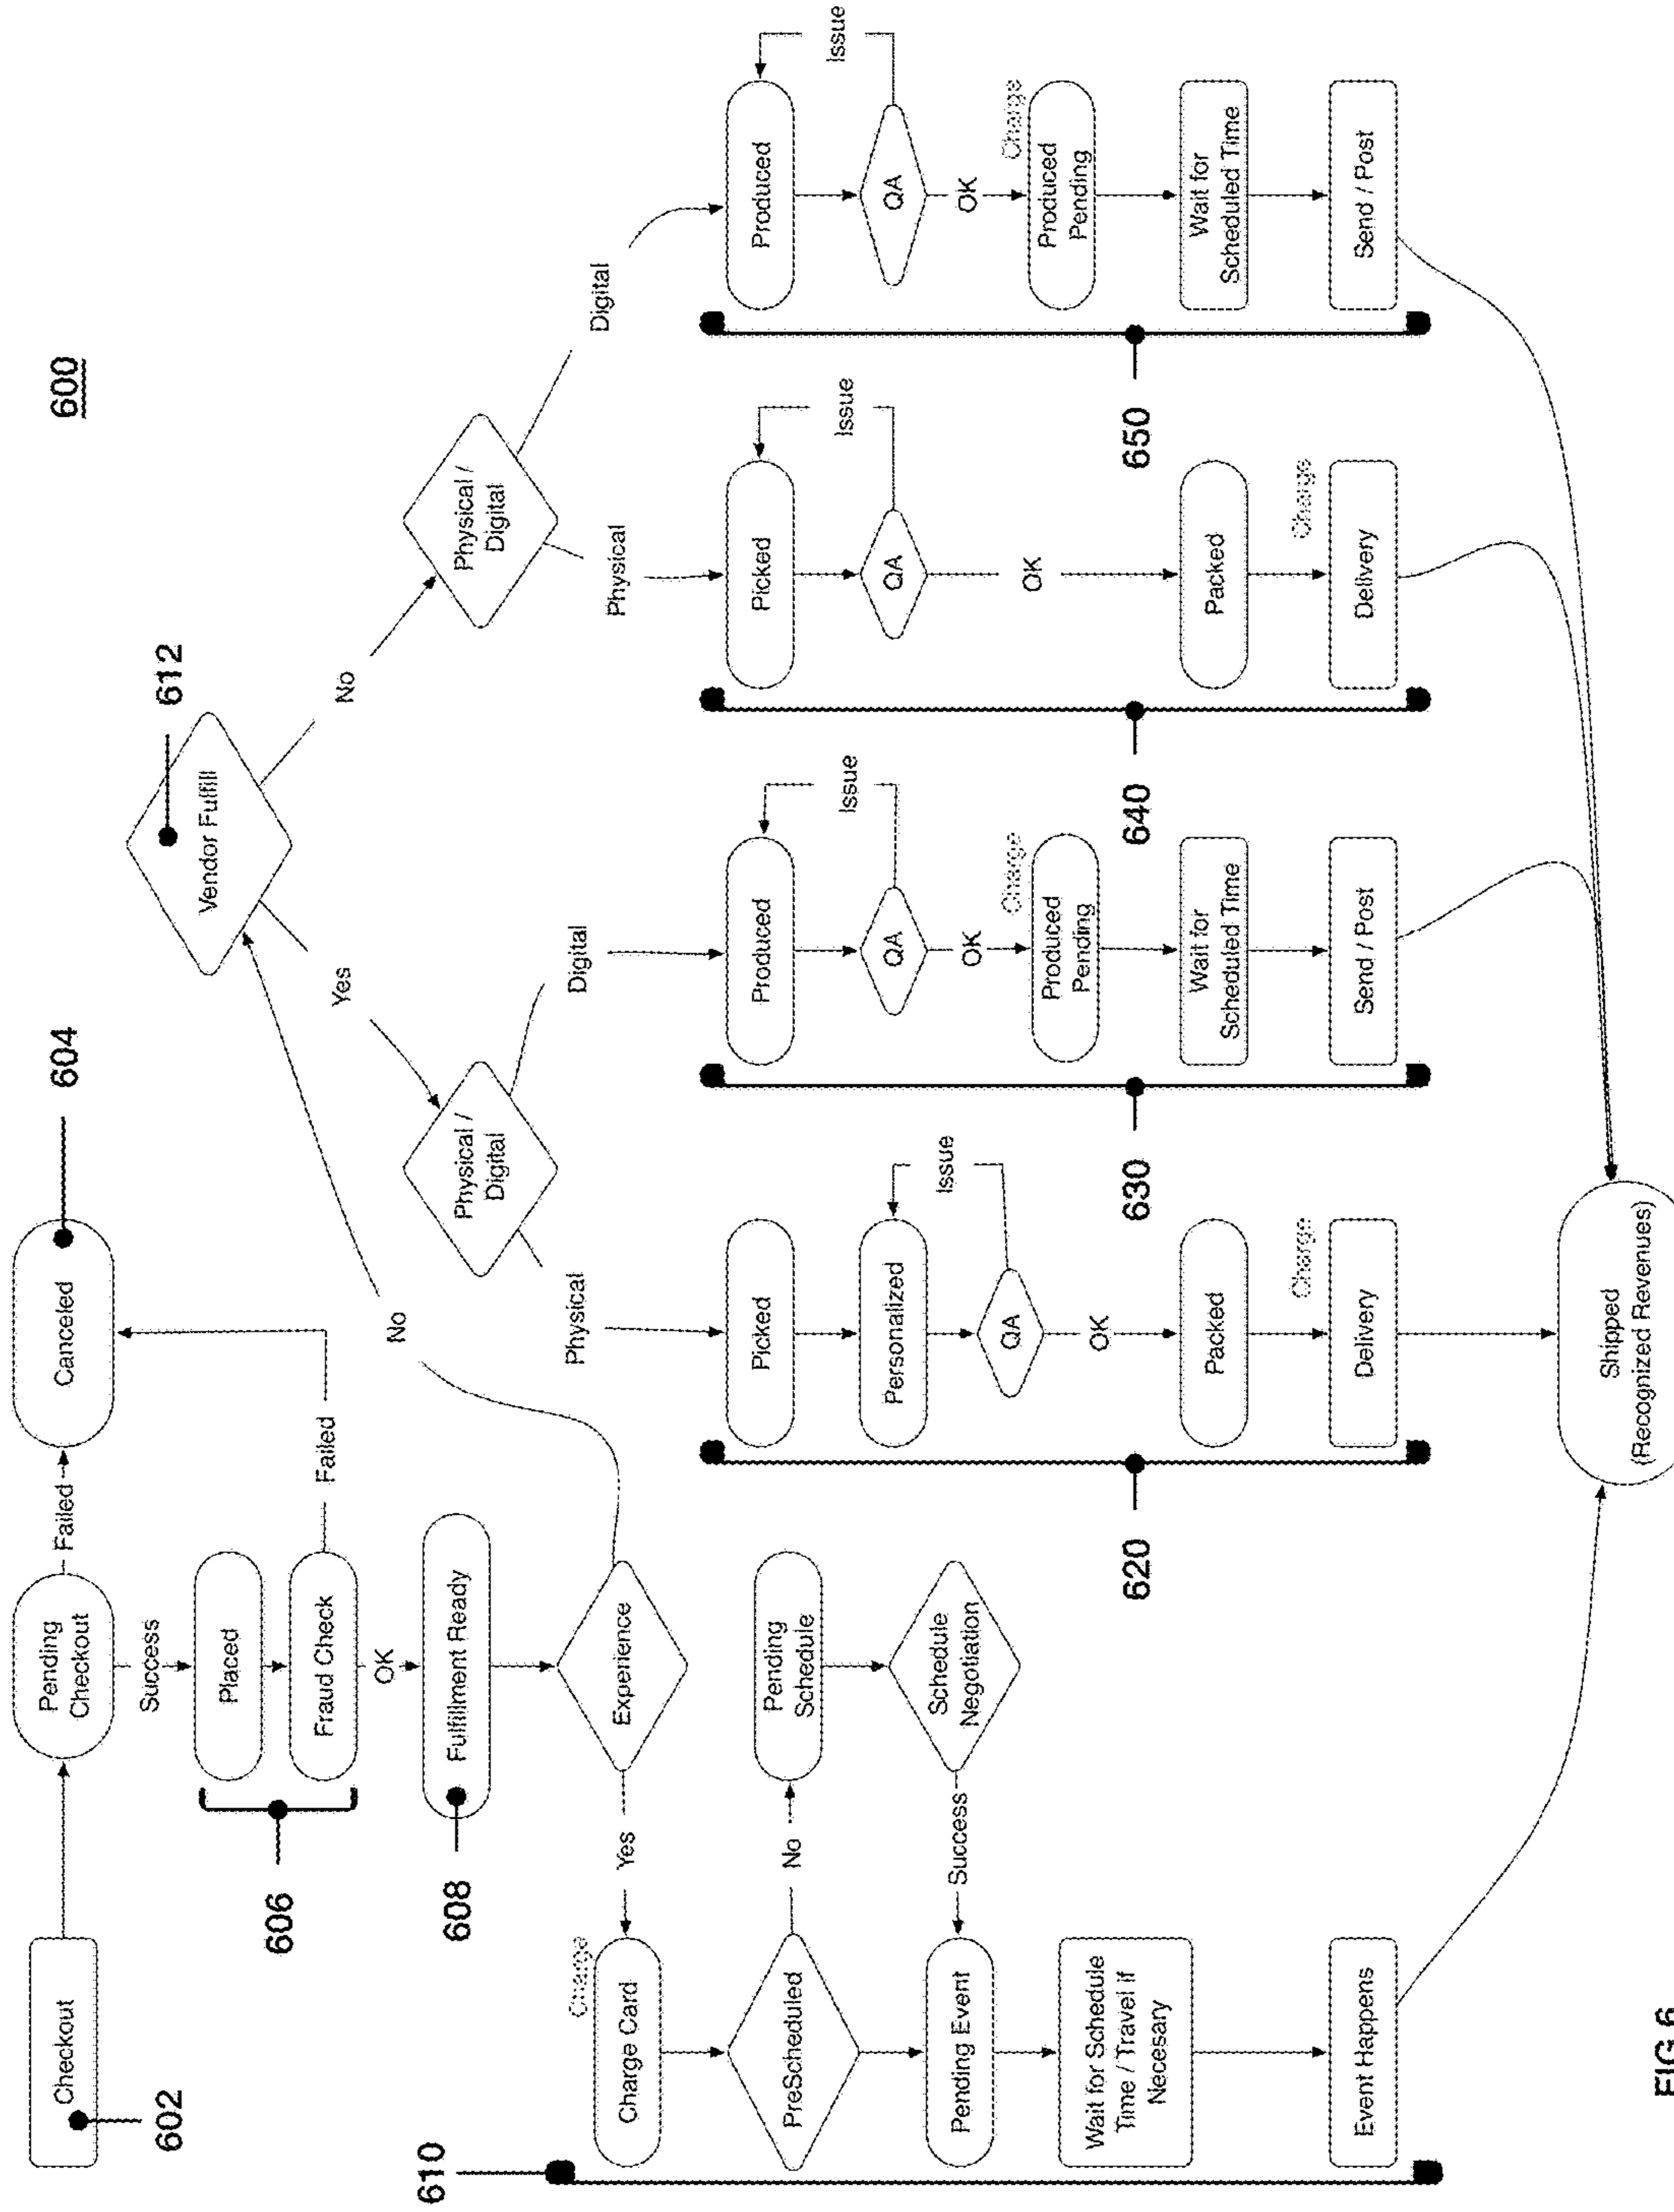 600
Checkout
602
Pending
Checkout
Failed
Canceled
604
Success
Placed
Fraud Check
606
Failed
OK
Fulfillment Ready
608
Experience
No
Yes
Vendor Fulfill
612
Yes
No
Physical /
Digital
Physical /
Digital
Physical
Digital
Physical
Digital
610
Charge
Charge Card
PreScheduled
No
Pending
Schedule
Schedule
Negotiation
Success
Pending Event
Wait for Schedule
Time / Travel if
Necesary
Event Happens
620
Picked
Personalized
Issue
QA
OK
Packed
Charge
Delivery
630
Produced
Issue
QA
OK
Charge
Produced
Pending
Wait for
Scheduled Time
Send / Post
640
Picked
Issue
QA
OK
Packed
Charge
Delivery
650
Produced
Issue
QA
OK
Charge
Produced
Pending
Wait for
Scheduled Time
Send / Post
Shipped
(Recognized Revenues)
FIG 6